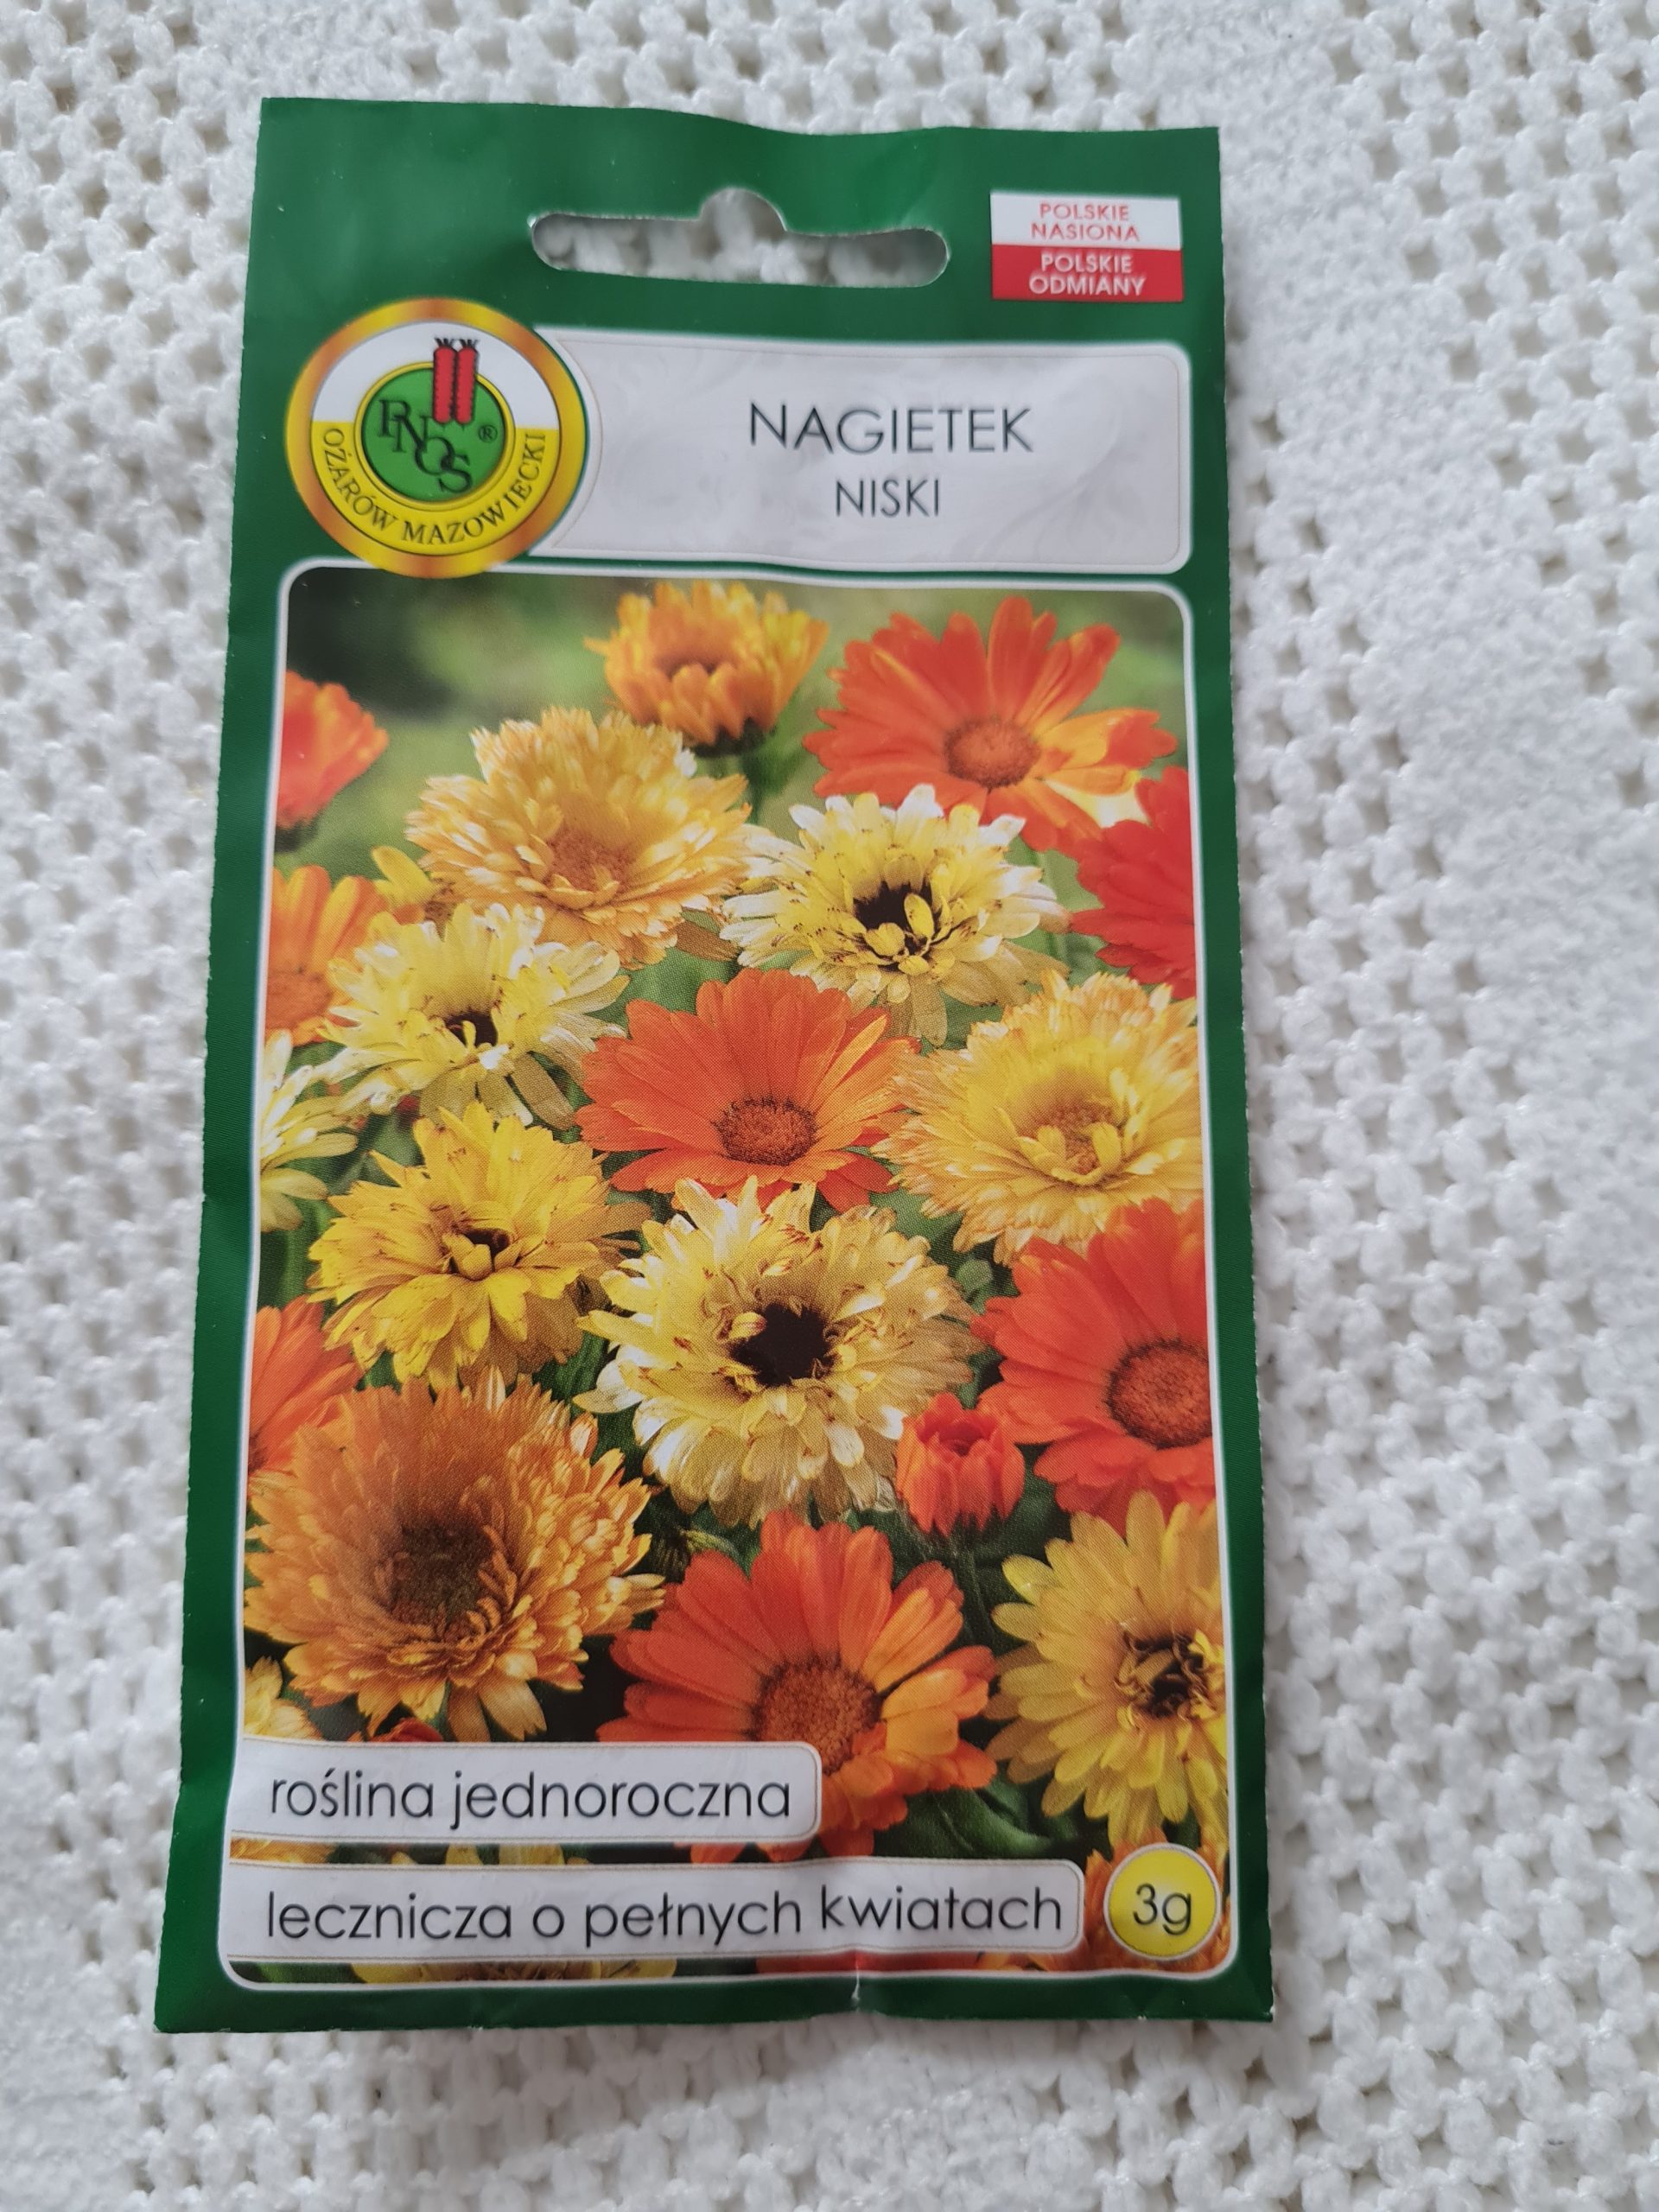 POLSKIE
NASIONA
POLSKIE
ODMIANY
PNOS®
OŻARÓW MAZOWIECKI
NAGIETEK
NISKI
roślina jednoroczna
lecznicza o pełnych kwiatach
3g